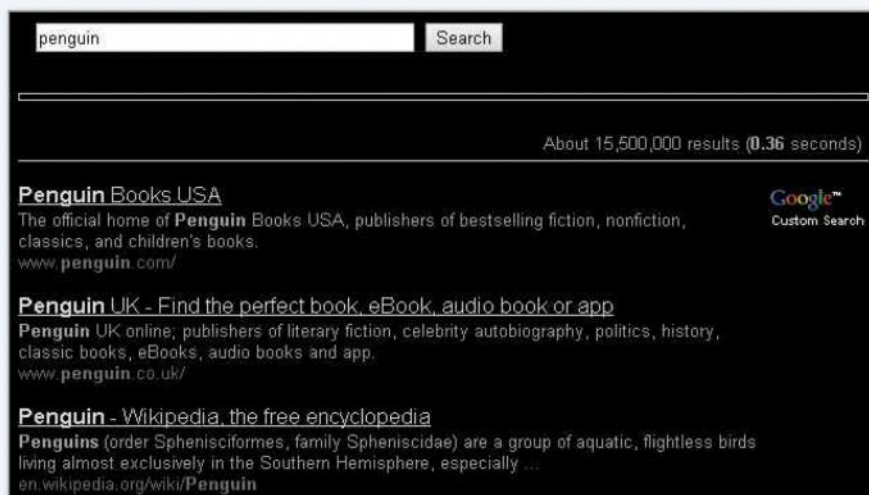 penguin Search
About 15,500,000 results (0.36 seconds)
Penguin Books USA
The official home of Penguin Books USA, publishers of bestselling fiction, nonfiction,
classics, and children's books.
www.penguin.com/
Google™
Custom Search
Penguin UK - Find the perfect book, eBook, audio book or app
Penguin UK online; publishers of literary fiction, celebrity autobiography, politics, history,
classic books, eBooks, audio books and app.
www.penguin.co.uk/
Penguin - Wikipedia, the free encyclopedia
Penguins (order Sphenisciformes, family Spheniscidae) are a group of aquatic, flightless birds
living almost exclusively in the Southern Hemisphere, especially ...
en.wikipedia.org/wiki/Penguin